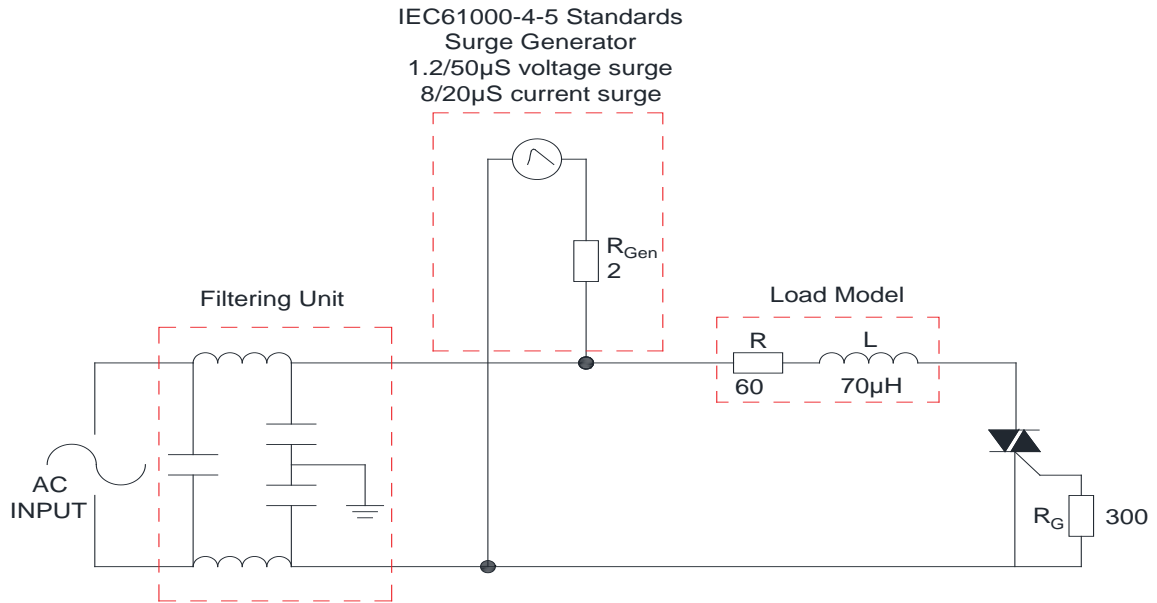 IEC61000-4-5 Standards
Surge Generator
1.2/50μS voltage surge
8/20μS current surge
RGen
2
Filtering Unit
Load Model
R
L
60
70μH
AC
INPUT
RG
300